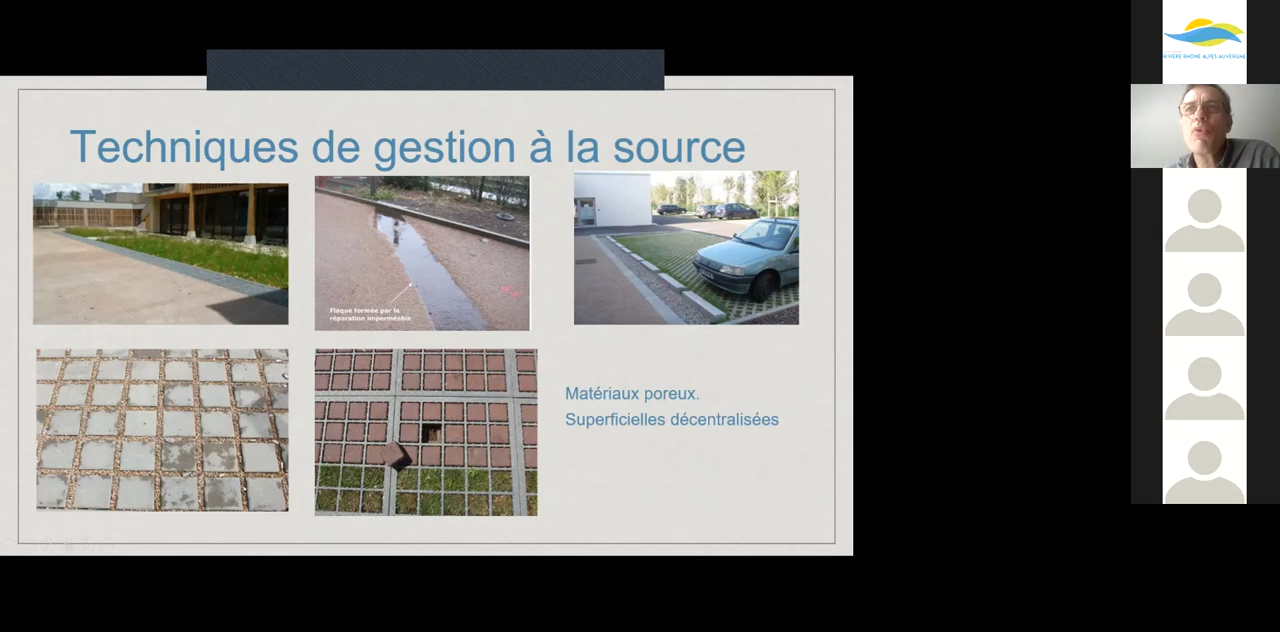 RIVIÈRE RHÔNE ALPES AUVERGNE
Techniques de gestion à la source
Flaque formée par la
réparation imperméable
Matériaux poreux.
Superficielles décentralisées